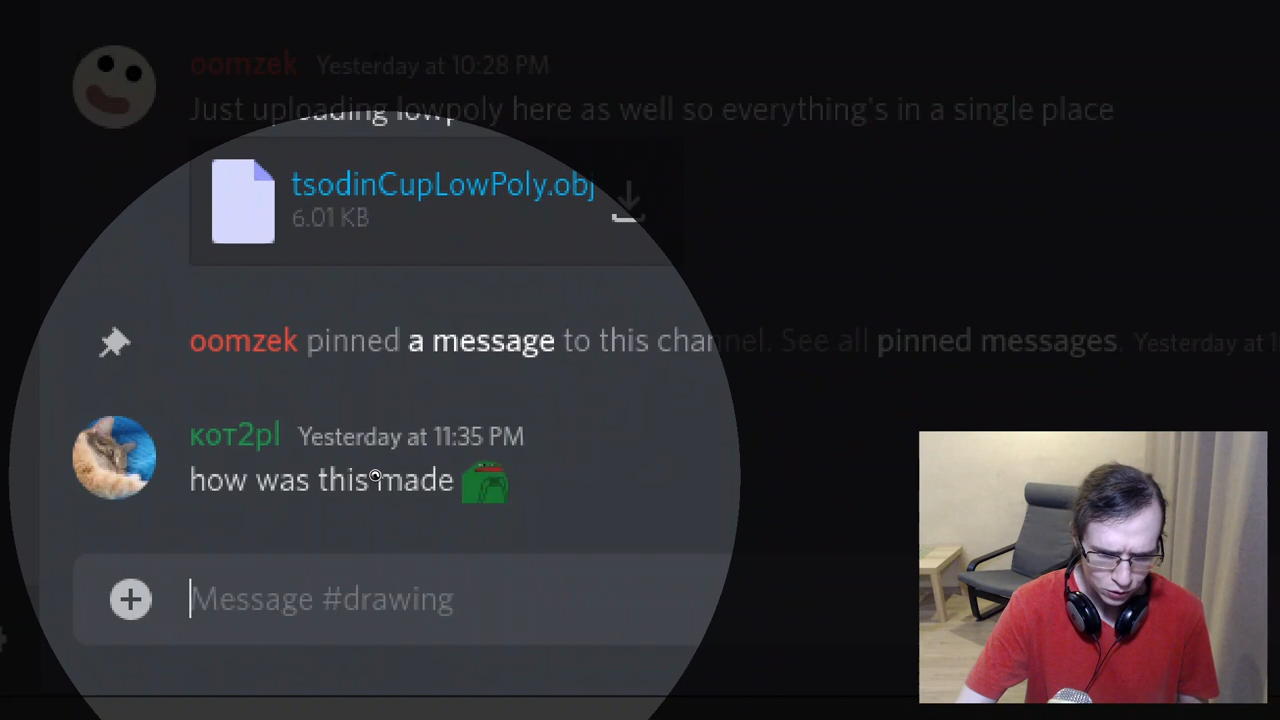 oomzek Yesterday at 10:28 PM
Just uploading lowpoly here as well so everything's in a single place
tsodinCupLowPoly.obj
6.01 KB
oomzek pinned a message to this channel. See all pinned messages. Yesterday at
кот2pl Yesterday at 11:35 PM
how was this made
Message #drawing